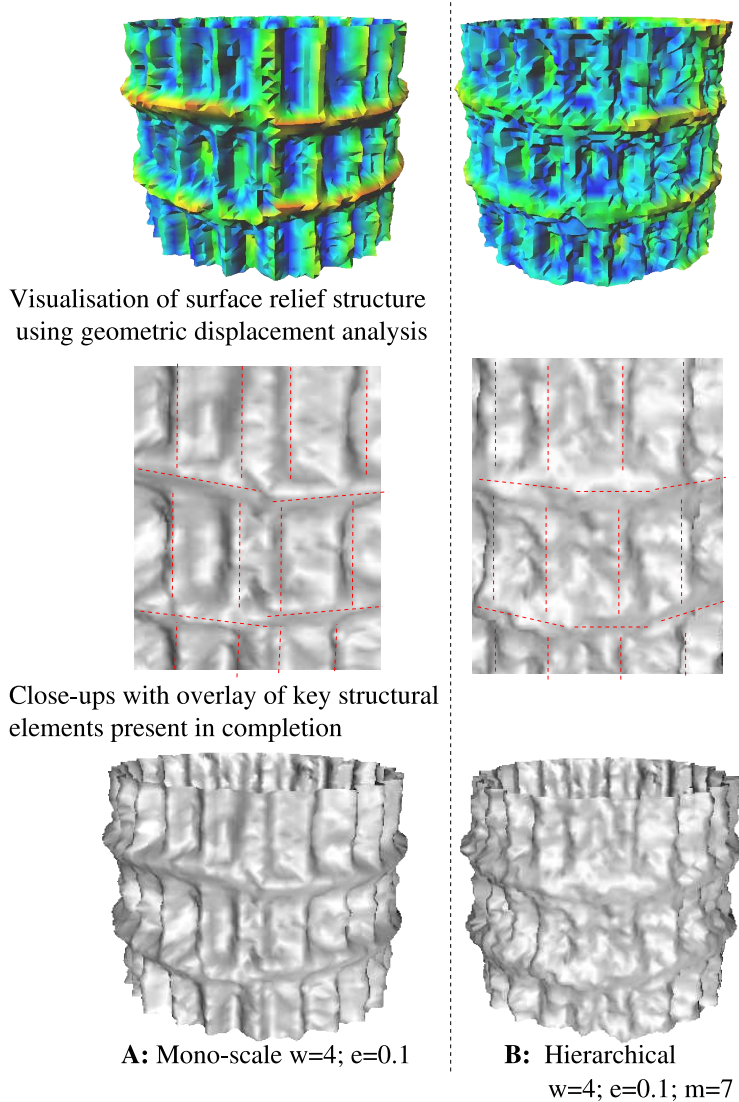 Visualisation of surface relief structure
using geometric displacement analysis
Close-ups with overlay of key structural
elements present in completion
A: Mono-scale w=4; e=0.1
B: Hierarchical
w=4; e=0.1; m=7